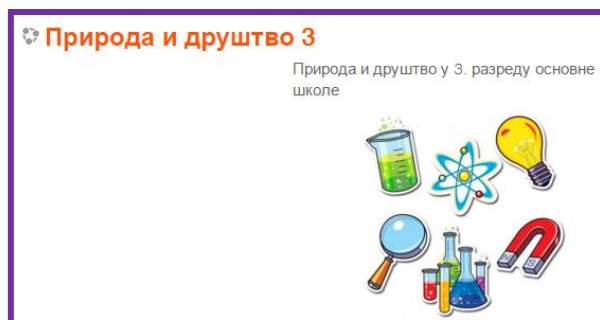 Природа и друштво 3
Природа и друштво у 3. разреду основне
школе